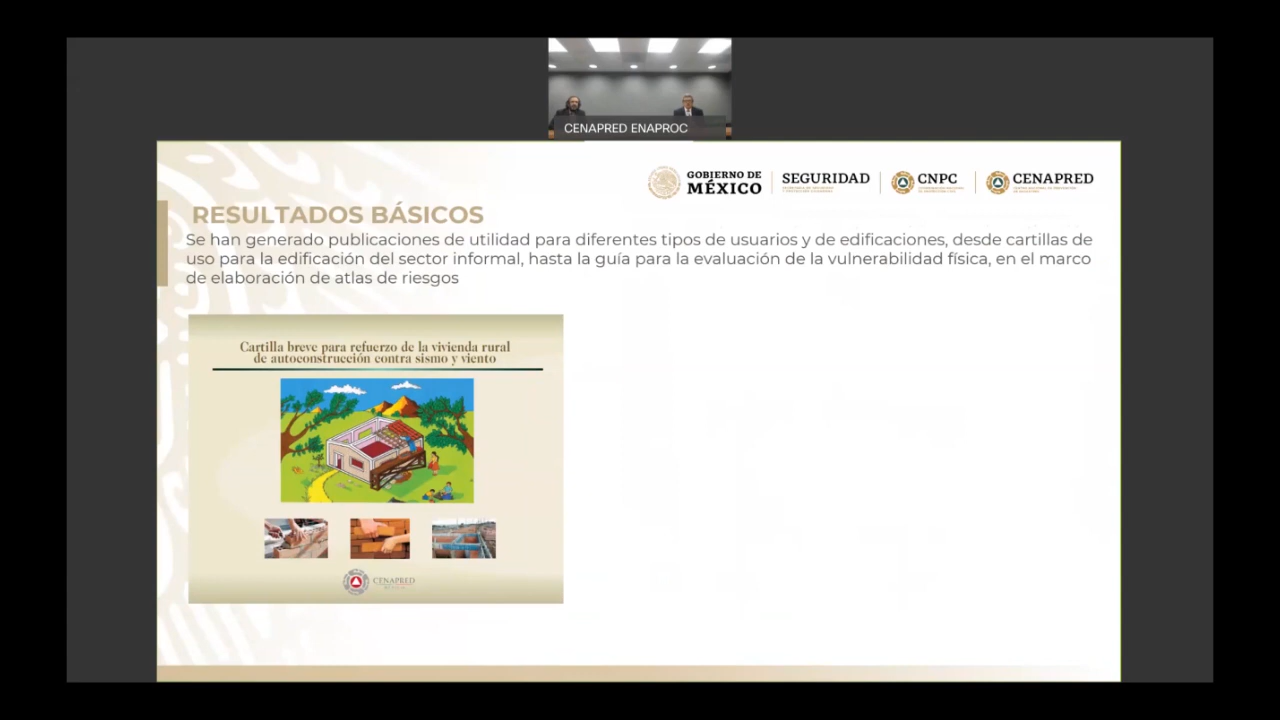 CENAPRED ENAPROC
GOBIERNO DE
MÉXICO
SEGURIDAD
CNPC
CENAPRED
RESULTADOS BÁSICOS
Se han generado publicaciones de utilidad para diferentes tipos de usuarios y de edificaciones, desde cartillas de
uso para la edificación del sector informal, hasta la guía para la evaluación de la vulnerabilidad física, en el marco
de elaboración de atlas de riesgos
Cartilla breve para refuerzo de la vivienda rural
de autoconstrucción contra sismo y viento
CENAPRED